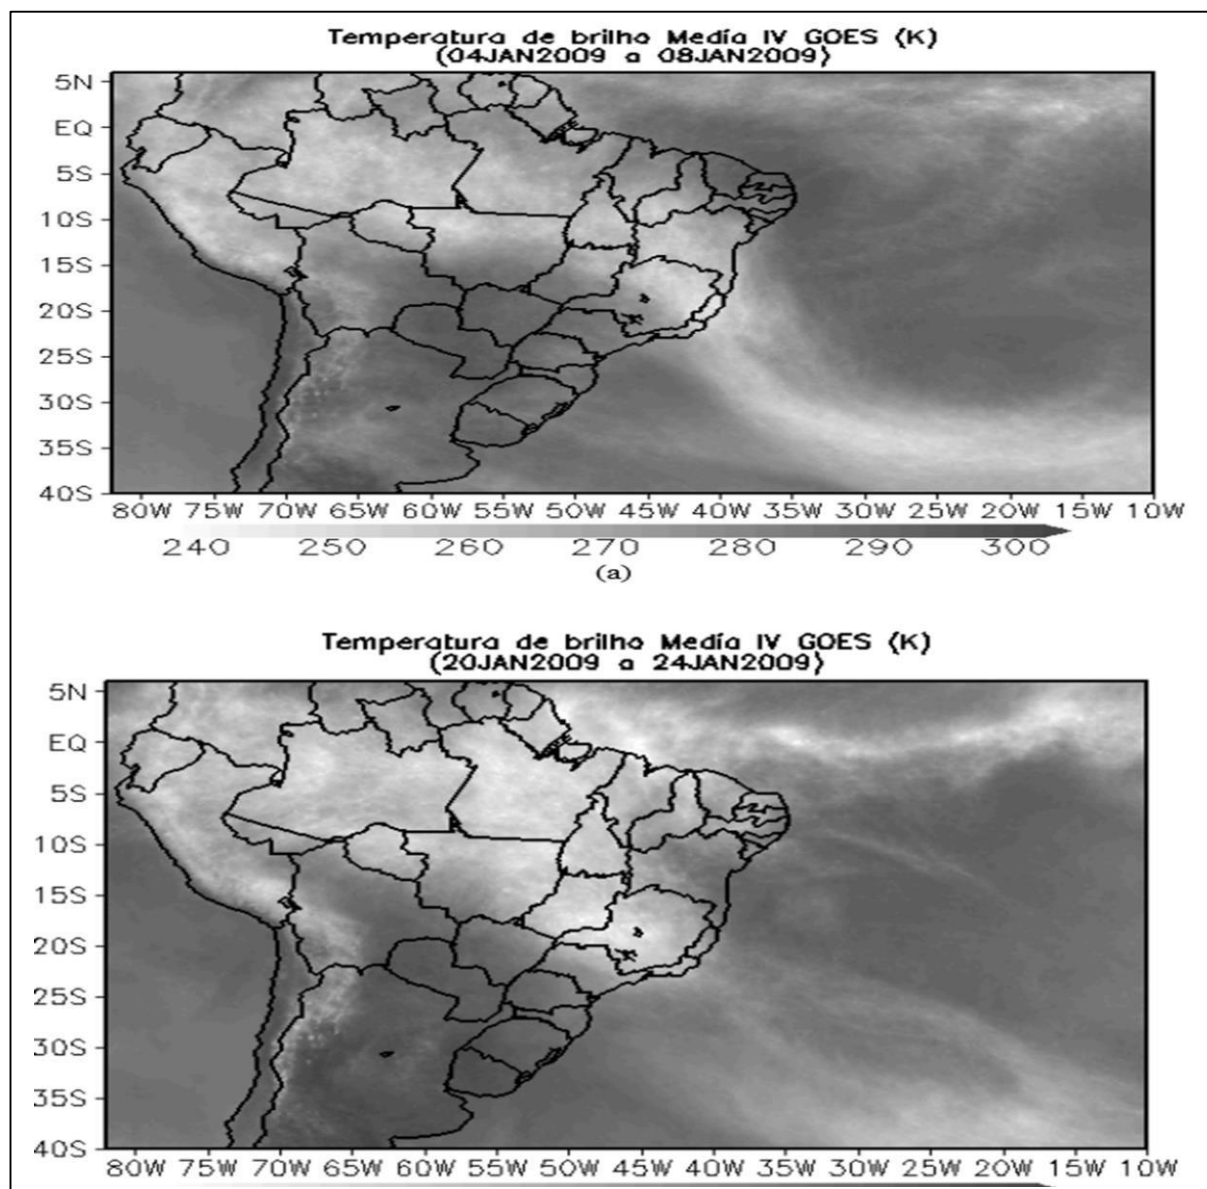 Temperatura de brilho Media IV GOES (K)
(04JAN2009 a 08JAN2009)
5N
EQ
5S
10S
15S
20S
25S
30S
35S
40S
80W 75W 70W 65W 60W 55W 50W 45W 40W 35W 30W 25W 20W 15W 10W
240 250 260 270 280 290 300
(a)
Temperatura de brilho Media IV GOES (K)
(20JAN2009 a 24JAN2009)
5N
EQ
5S
10S
15S
20S
25S
30S
35S
40S
80W 75W 70W 65W 60W 55W 50W 45W 40W 35W 30W 25W 20W 15W 10W